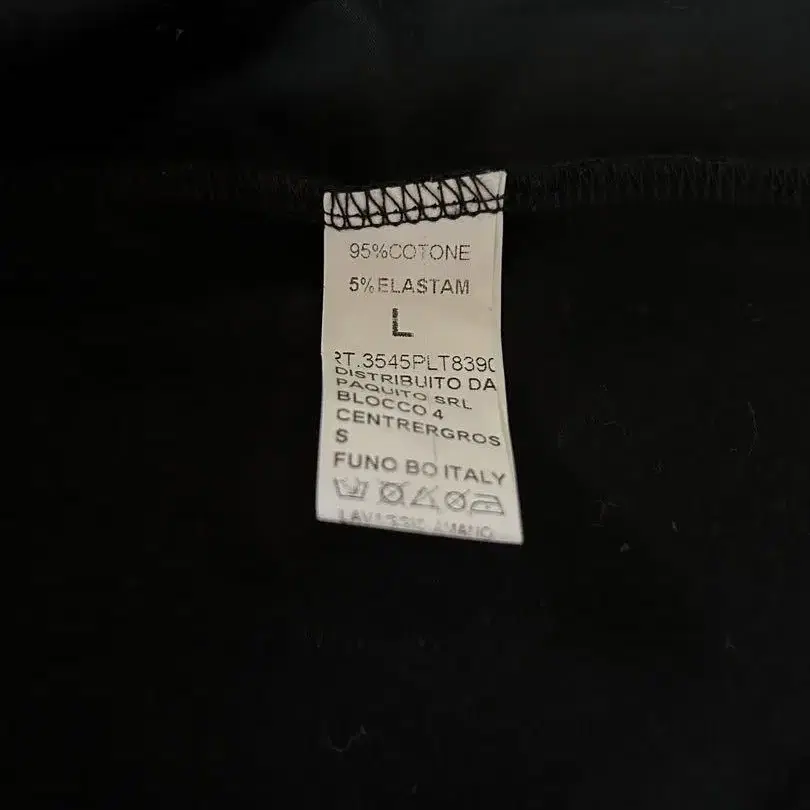 95%COTONE
5%ELASTAM
L
RT.3545PLT8390
DISTRIBUITO DA
PAQUITO SRL
BLOCCO 4
CENTRERGROS
S
FUNO BO ITALY